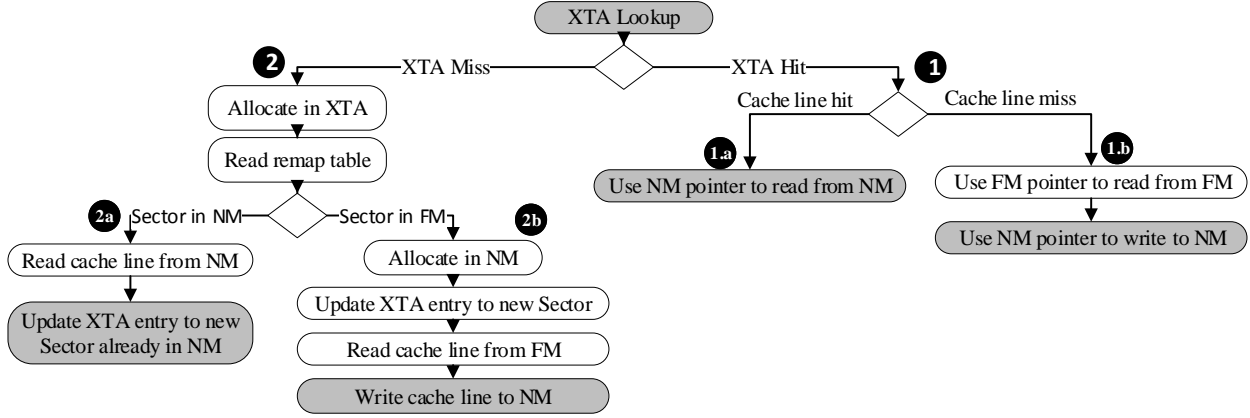 XTA Lookup
2
XTA Miss
XTA Hit
1
Allocate in XTA
Cache line hit
Cache line miss
Read remap table
1.a
1.b
Use NM pointer to read from NM
Use FM pointer to read from FM
2a
Sector in NM
Sector in FM
2b
Use NM pointer to write to NM
Read cache line from NM
Allocate in NM
Update XTA entry to new
Sector already in NM
Update XTA entry to new Sector
Read cache line from FM
Write cache line to NM